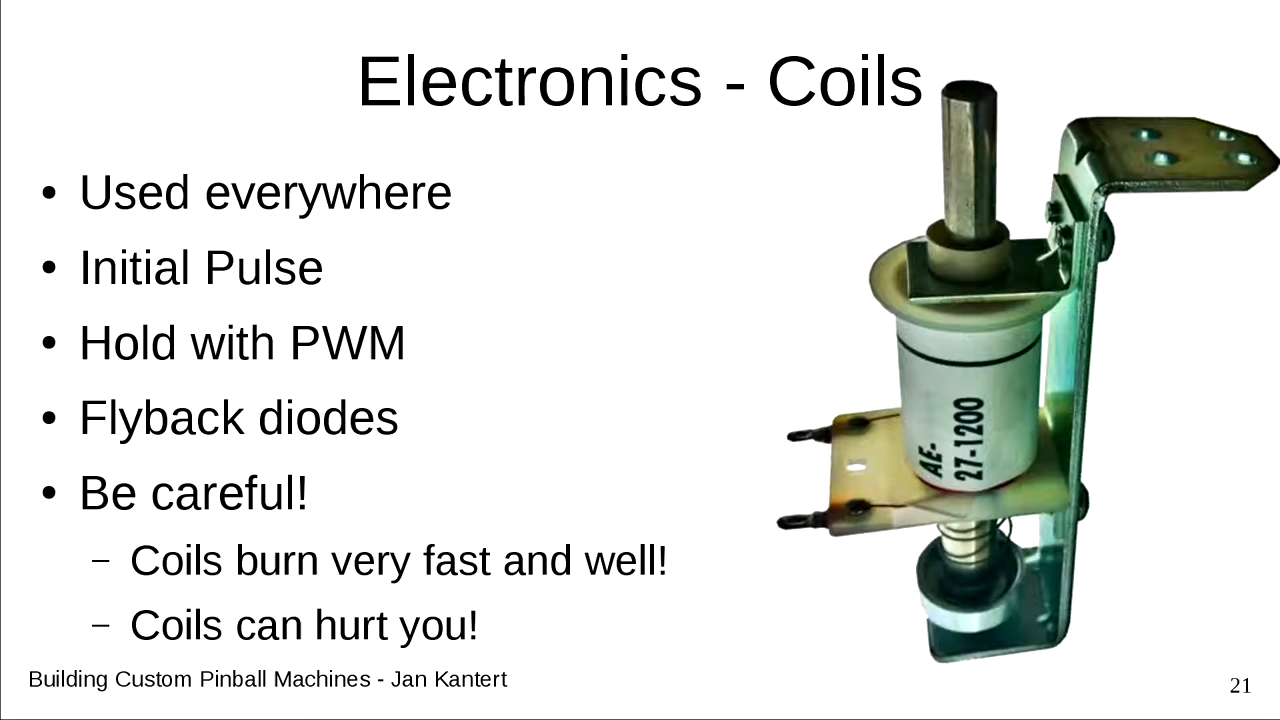 Electronics - Coils
● Used everywhere
● Initial Pulse
● Hold with PWM
● Flyback diodes
● Be careful!
– Coils burn very fast and well!
– Coils can hurt you!
AE-
27-1200
Building Custom Pinball Machines - Jan Kantert
21